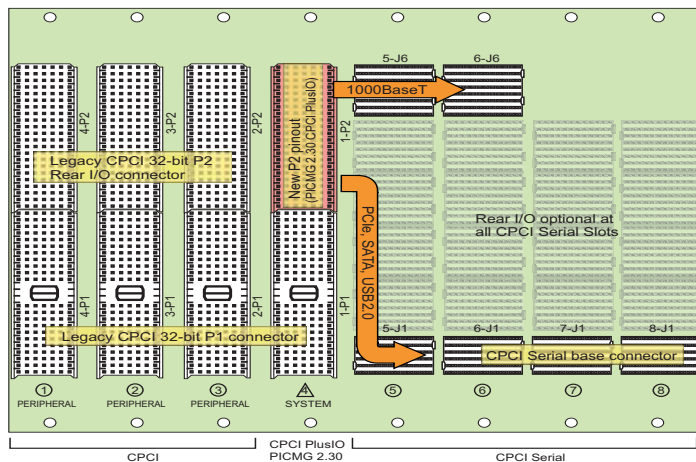 5-J6
6-J6
1000BaseT
4-P2
3-P2
2-P2
1-P2
New P2 pinout
(PICMG 2.30 CPCI PlusIO)
Legacy CPCI 32-bit P2
Rear I/O connector
Rear I/O optional at
all CPCI Serial Slots
PCIe, SATA, USB2.0
4-P1
3-P1
2-P1
1-P1
Legacy CPCI 32-bit P1 connector
5-J1
6-J1
7-J1
8-J1
CPCI Serial base connector
1
2
3
4
5
6
7
8
PERIPHERAL
PERIPHERAL
PERIPHERAL
SYSTEM
CPCI
CPCI PlusIO
PICMG 2.30
CPCI Serial